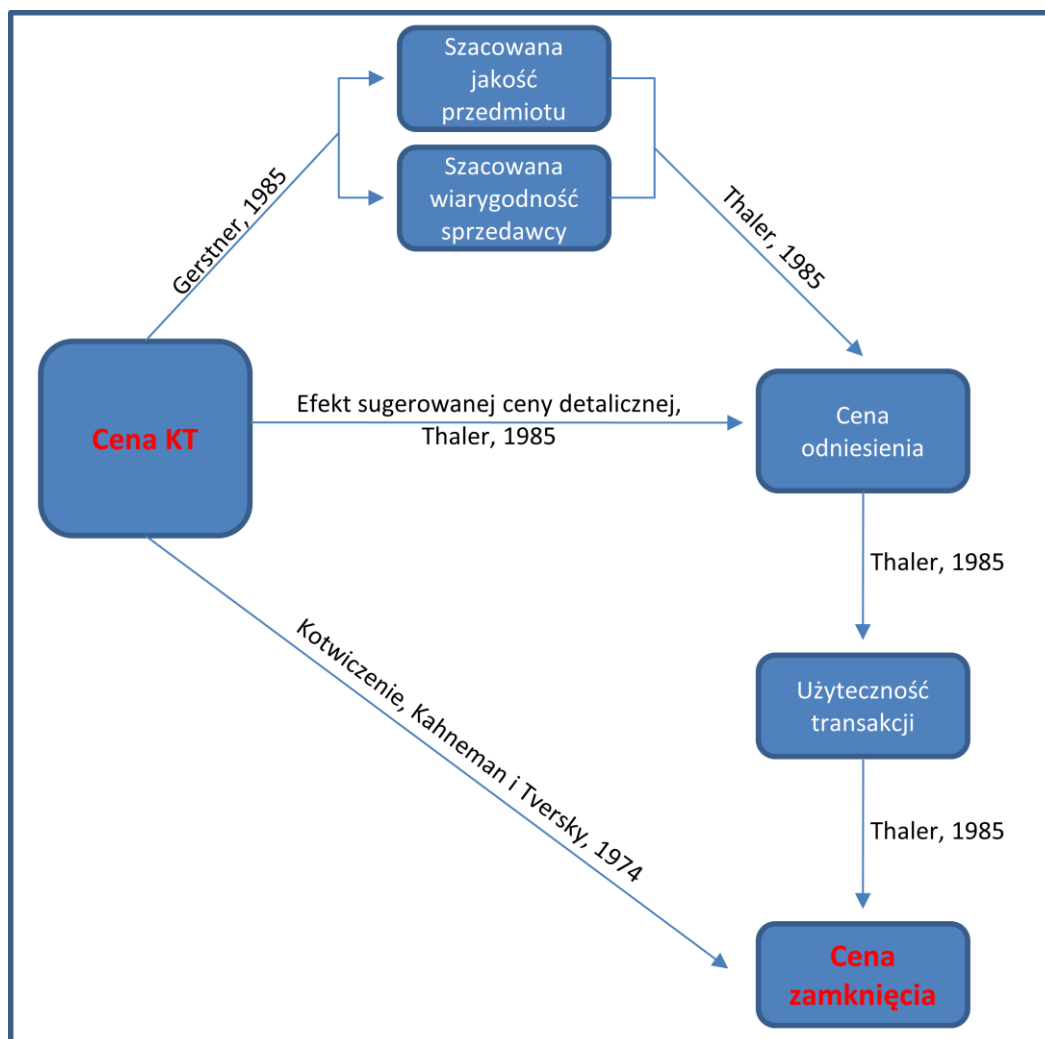 Szacowana
jakość
przedmiotu
Szacowana
wiarygodność
sprzedawcy
Gerstner, 1985
Thaler, 1985
Cena KT
Efekt sugerowanej ceny detalicznej,
Thaler, 1985
Cena
odniesienia
Thaler, 1985
Kotwiczenie, Kahneman i Tversky, 1974
Użyteczność
transakcji
Thaler, 1985
Cena
zamknięcia